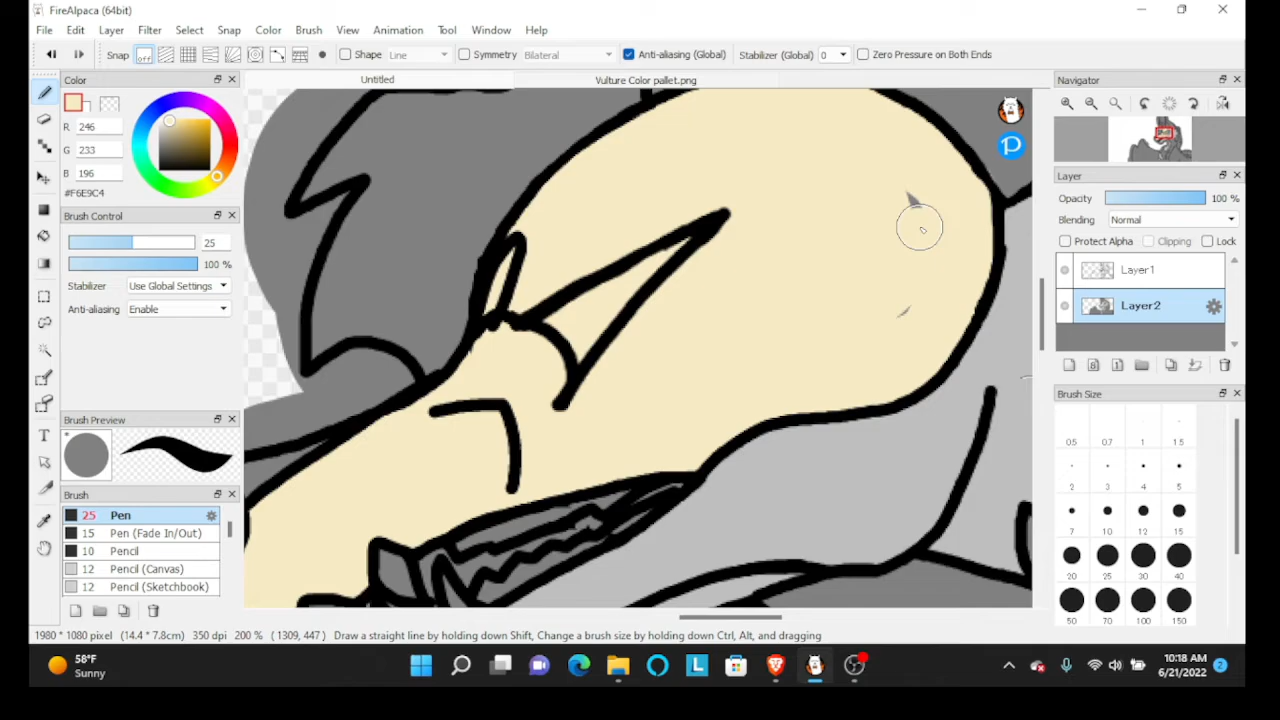 FireAlpaca (64bit)
File Edit Layer Filter Select Snap Color Brush View Animation Tool Window Help
Snap off Shape Line Symmetry Bilateral Anti-aliasing (Global) Stabilizer (Global) 0 Zero Pressure on Both Ends
Color
R 246
G 233
B 196
#F6E9C4
Brush Control
25
100 %
Stabilizer Use Global Settings
Anti-aliasing Enable
Brush Preview
Brush
25 Pen
15 Pen (Fade In/Out)
10 Pencil
12 Pencil (Canvas)
12 Pencil (Sketchbook)
Untitled Vulture Color pallet.png
Navigator
Layer
Opacity 100 %
Blending Normal
Protect Alpha Clipping Lock
Layer1
Layer2
Brush Size
0.5 0.7 1 1.5
2 3 4 5
7 10 12 15
20 25 30 40
50 70 100 150
1980 * 1080 pixel (14.4 * 7.8cm) 350 dpi 200 % ( 1309, 447 ) Draw a straight line by holding down Shift, Change a brush size by holding down Ctrl, Alt, and dragging
58°F
Sunny
10:18 AM
6/21/2022
2